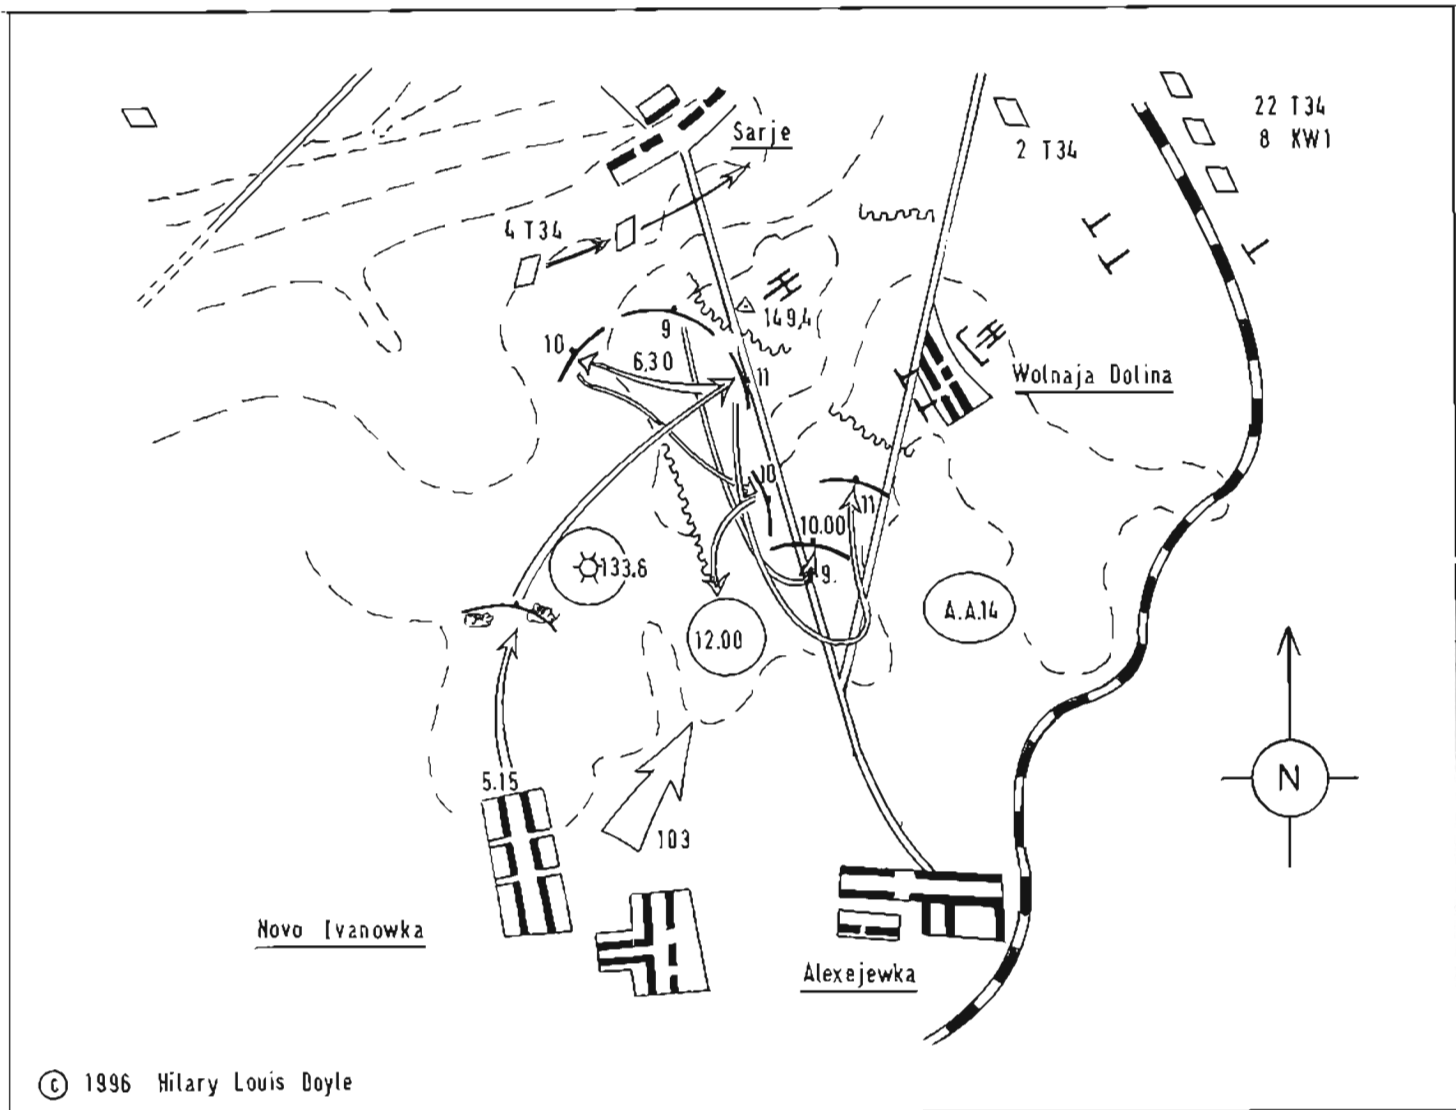 Sarje
22 T34
8 KW1
2 T34
4 T34
149,4
9
10
6.30
11
Wolnaja Dolina
10
11
10.00
9.
133.8
A.A.14
12.00
5.15
103
N
Novo Ivanowka
Alexejewka
© 1996 Hilary Louis Doyle